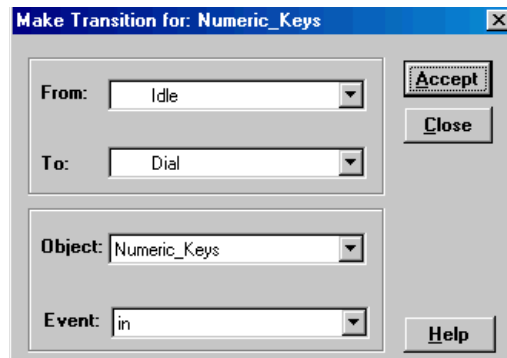 Make Transition for: Numeric_Keys
From: Idle
Accept
Close
To: Dial
Object: Numeric_Keys
Event: in
Help